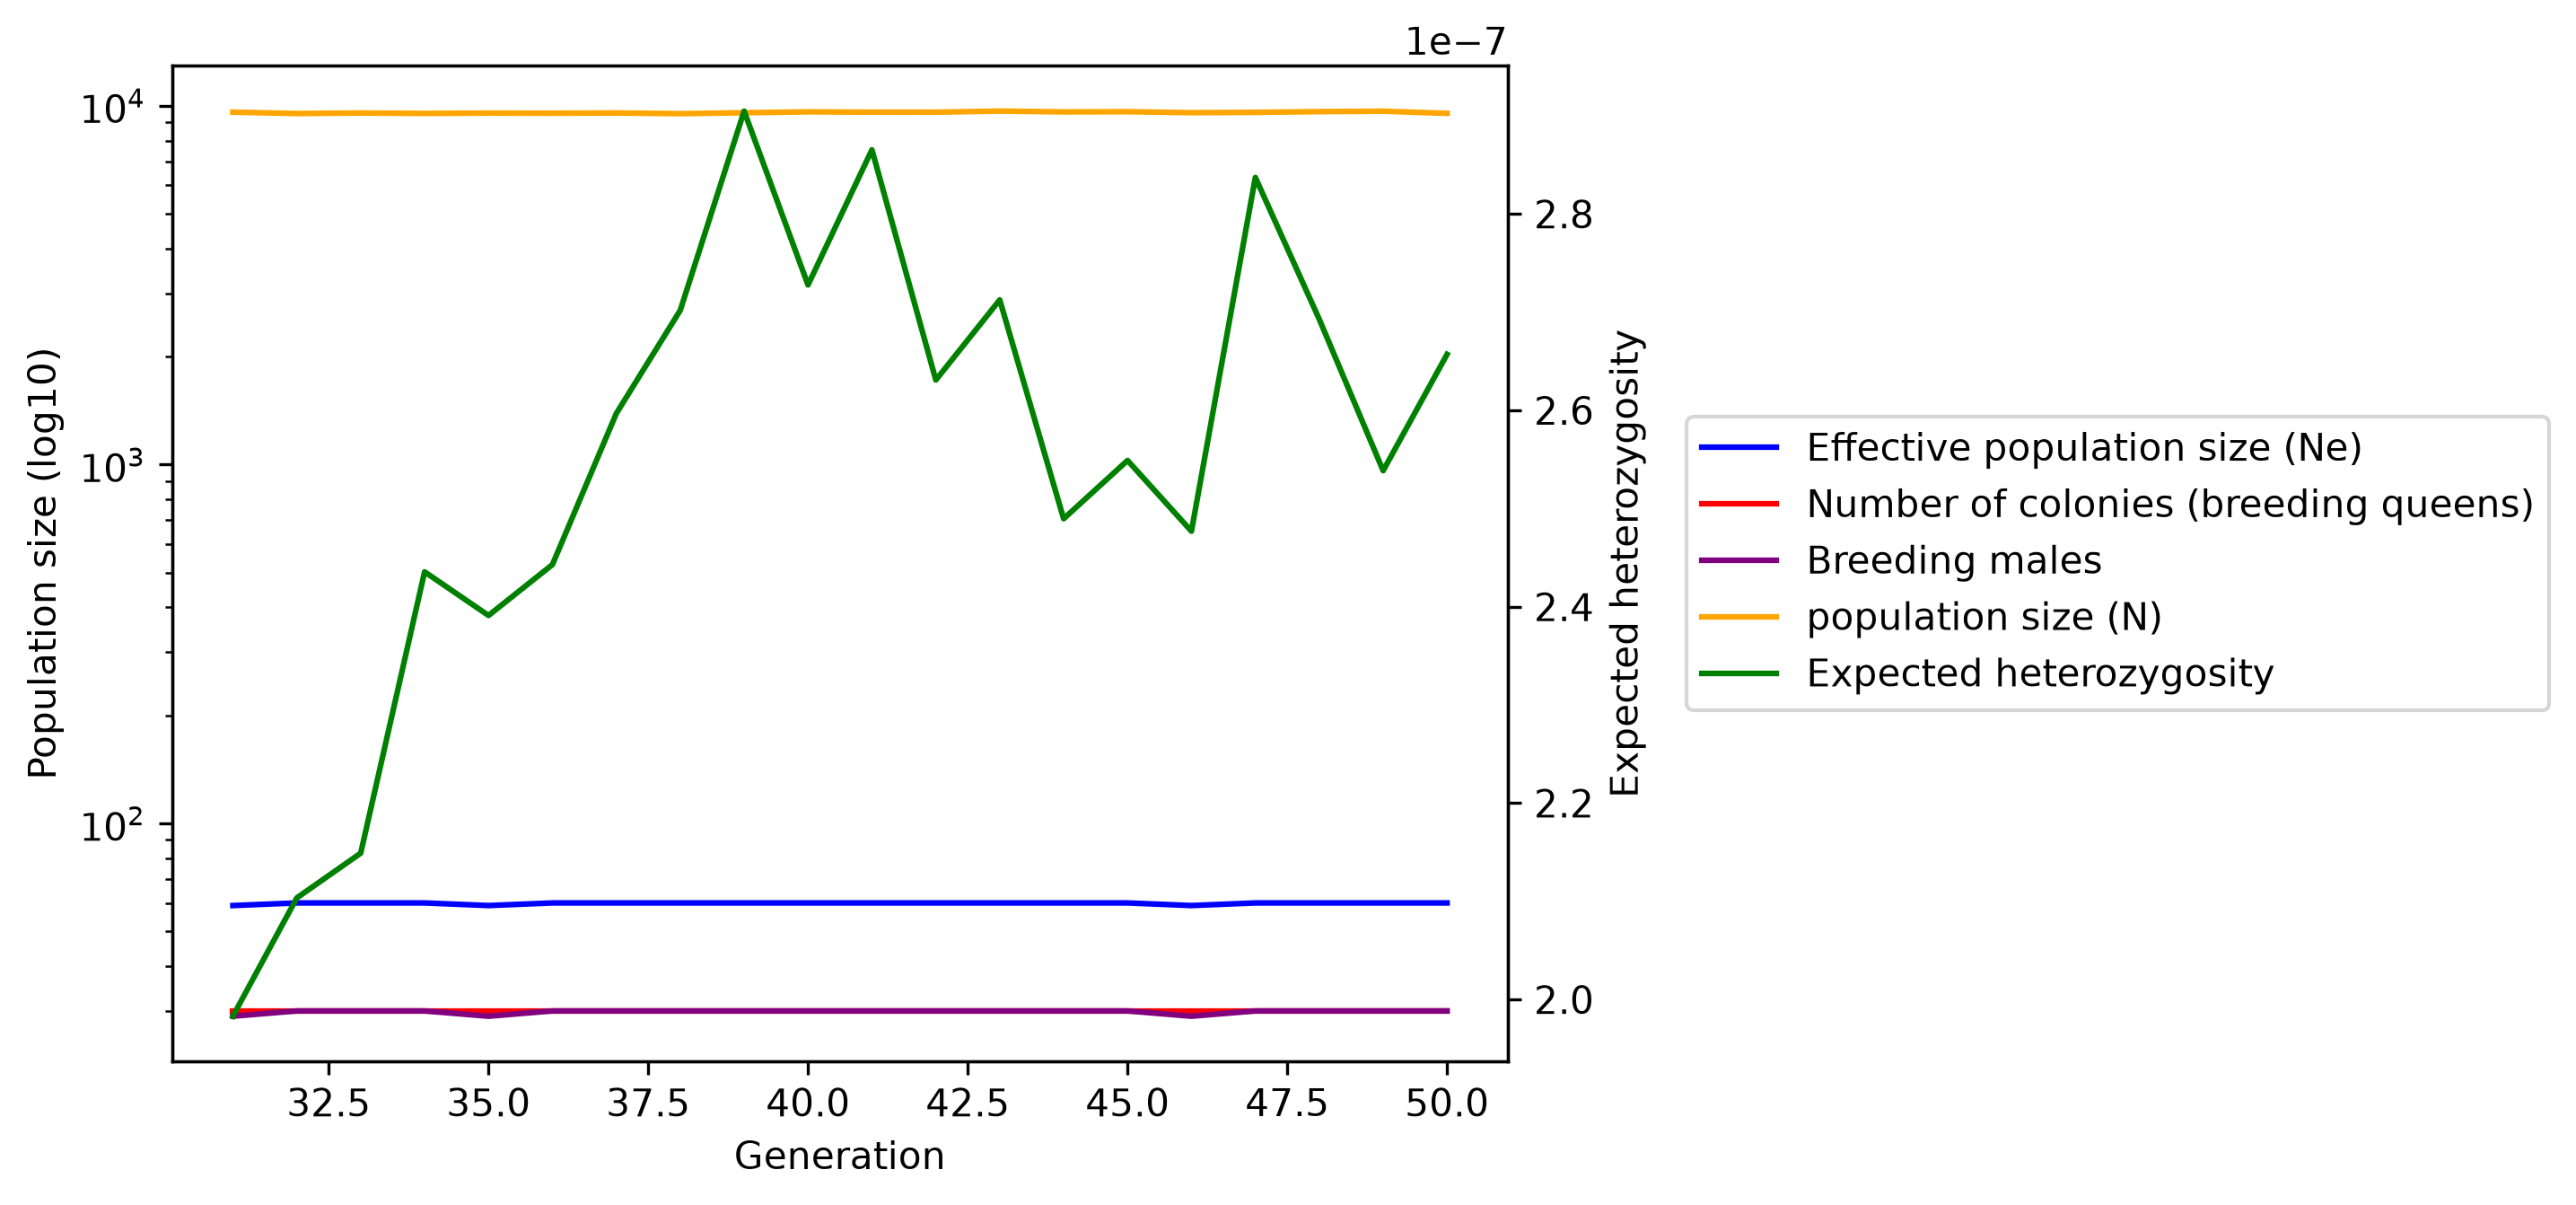 1e−7
10⁴
10³
10²
Population size (log10)
2.8
2.6
2.4
2.2
2.0
Expected heterozygosity
32.5 35.0 37.5 40.0 42.5 45.0 47.5 50.0
Generation
Effective population size (Ne)
Number of colonies (breeding queens)
Breeding males
population size (N)
Expected heterozygosity